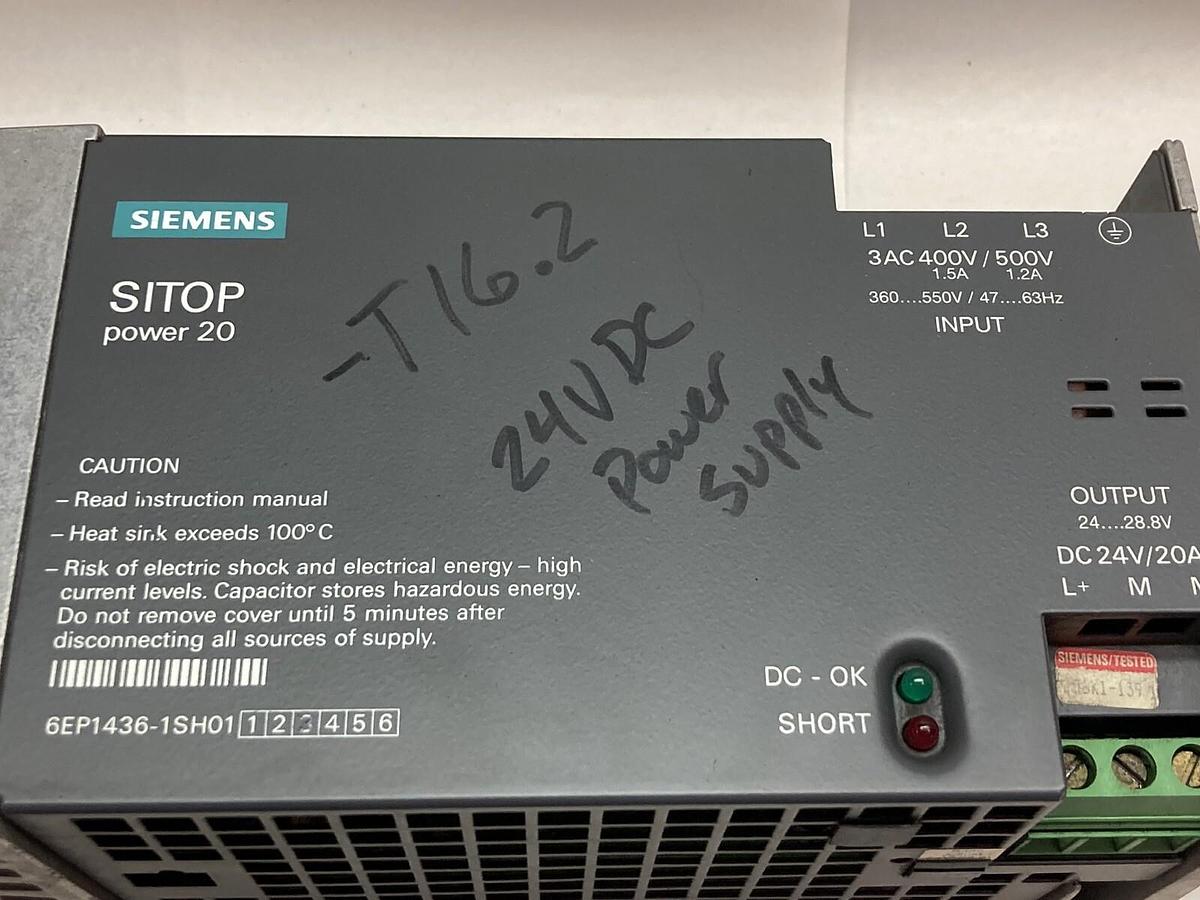 SIEMENS
SITOP
power 20
-T16.2
24V DC
Power
Supply
L1 L2 L3
3 AC 400V / 500V
1.5A 1.2A
360....550V / 47....63Hz
INPUT
CAUTION
– Read instruction manual
– Heat sink exceeds 100°C
– Risk of electric shock and electrical energy – high
current levels. Capacitor stores hazardous energy.
Do not remove cover until 5 minutes after
disconnecting all sources of supply.
6EP1436-1SH01 1 2 3 4 5 6
OUTPUT
24....28.8V
DC 24V/20A
L+ M
DC - OK
SHORT
SIEMENS/TESTED